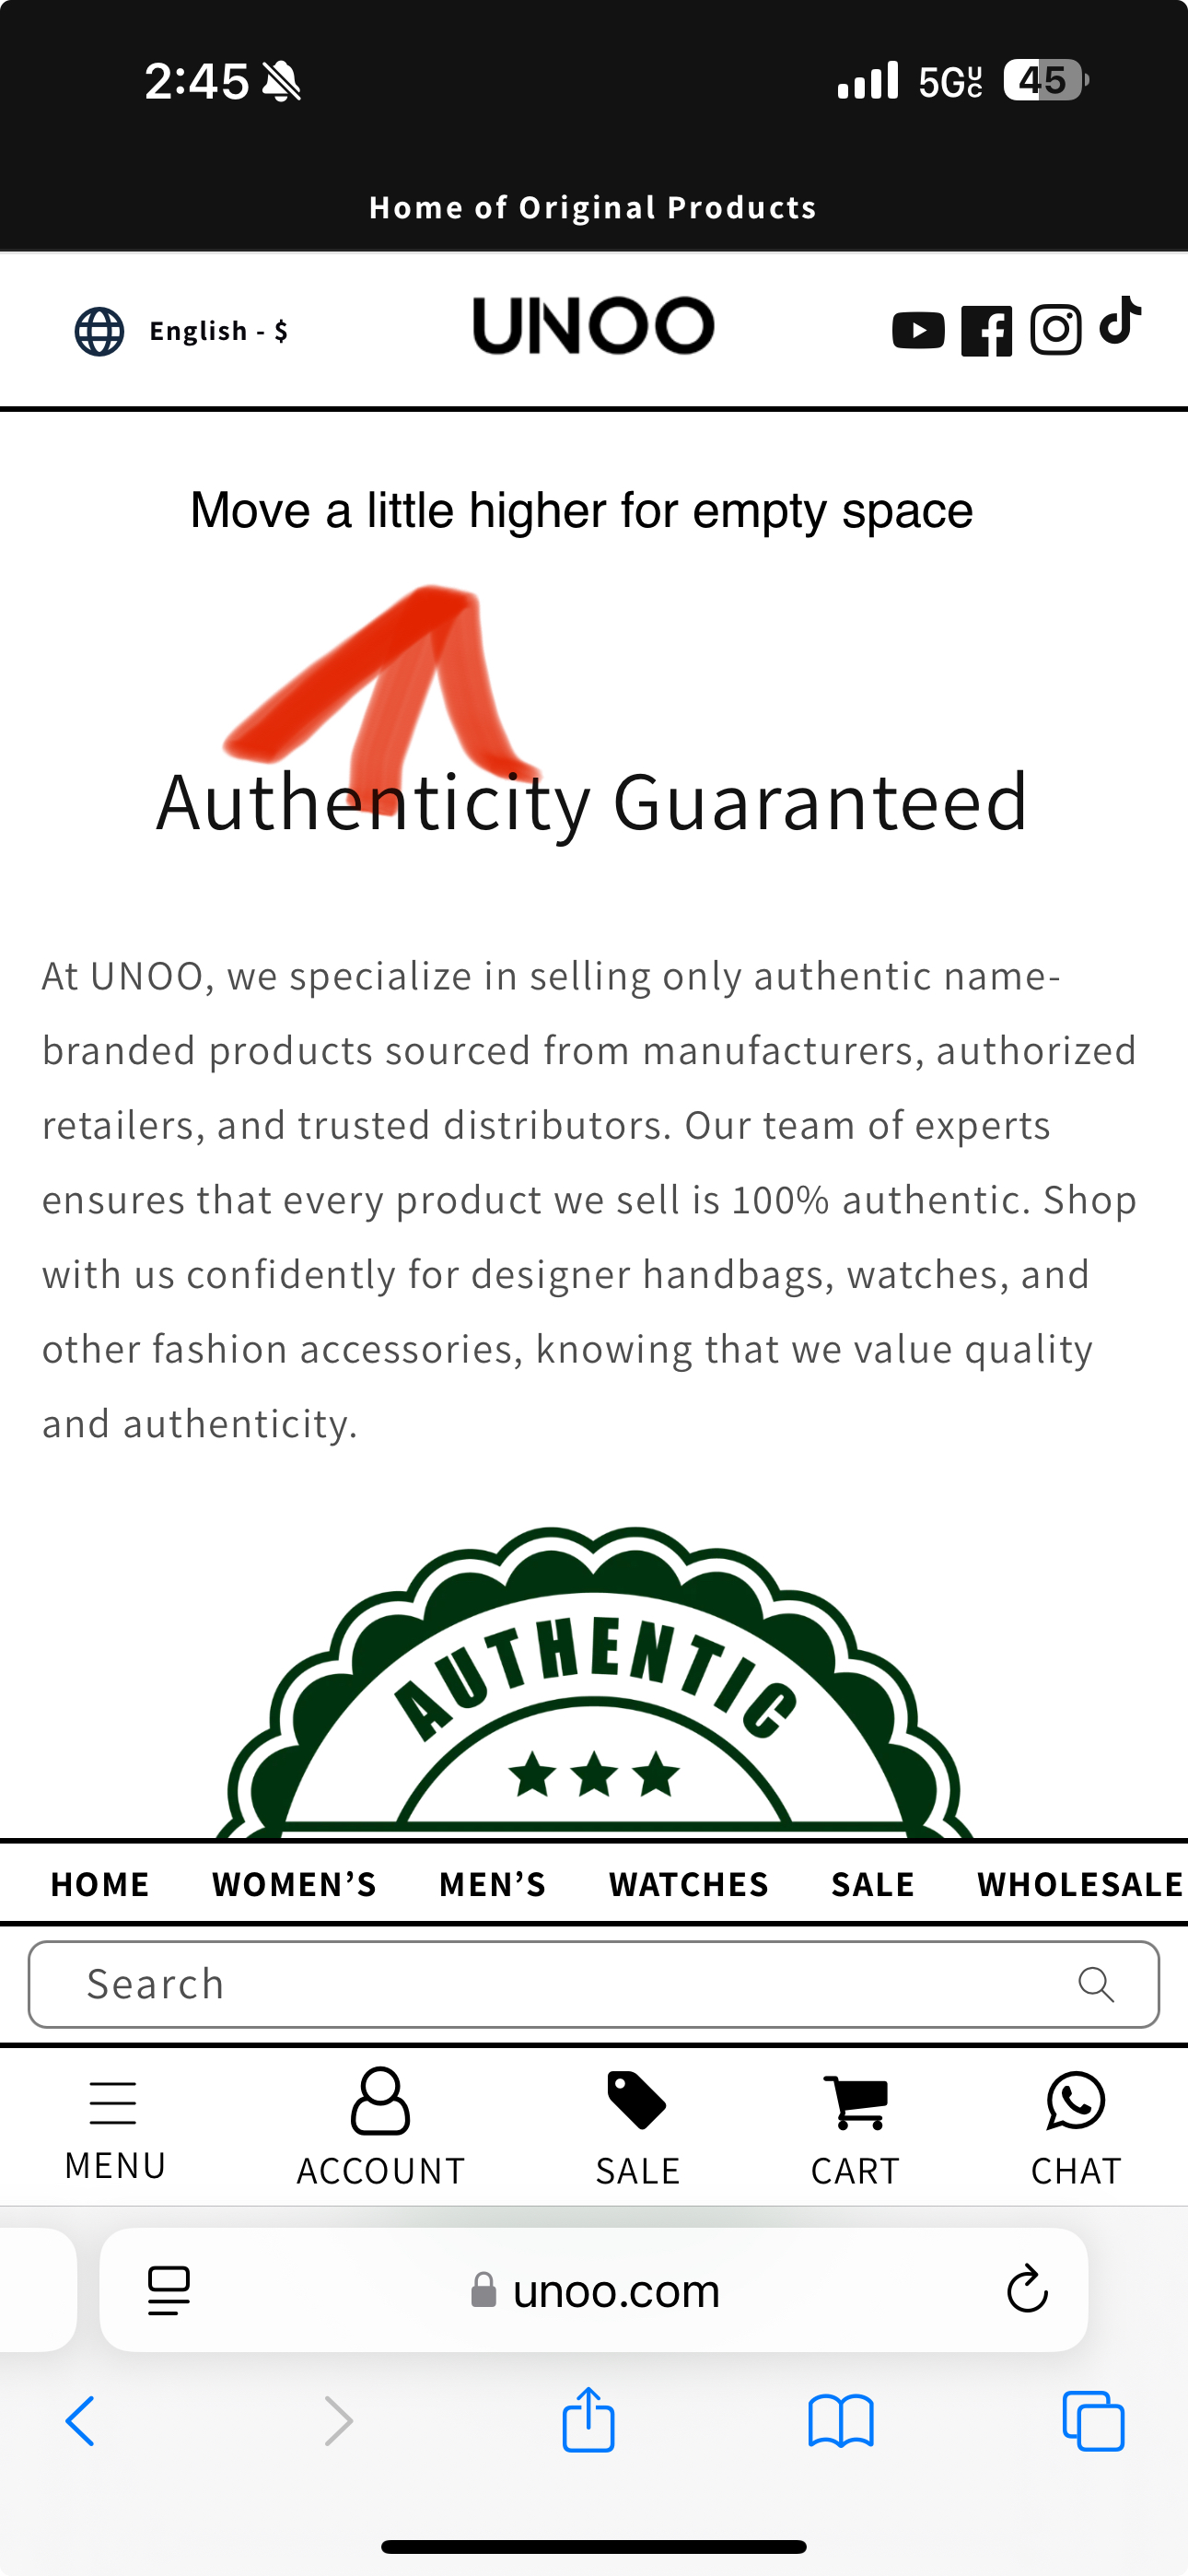 2:45 5G UC 45
Home of Original Products
English - $ UNOO
Move a little higher for empty space
Authenticity Guaranteed
At UNOO, we specialize in selling only authentic name-
branded products sourced from manufacturers, authorized
retailers, and trusted distributors. Our team of experts
ensures that every product we sell is 100% authentic. Shop
with us confidently for designer handbags, watches, and
other fashion accessories, knowing that we value quality
and authenticity.
AUTHENTIC
HOME WOMEN’S MEN’S WATCHES SALE WHOLESALE
Search
MENU ACCOUNT SALE CART CHAT
unoo.com